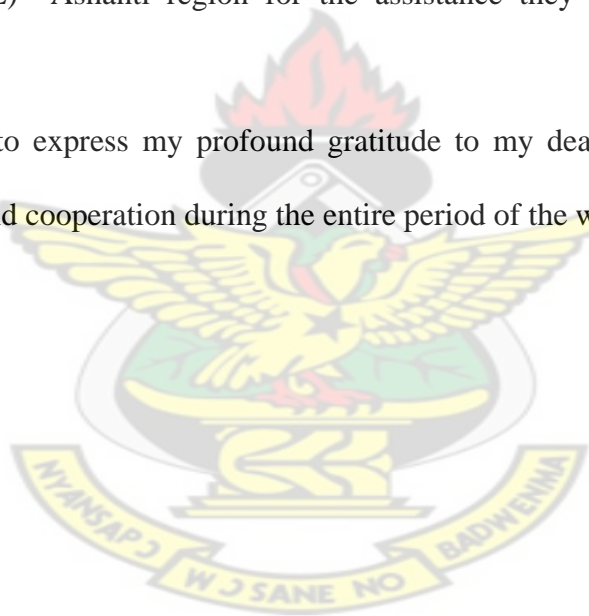 Ashanti region for the assistance they
to express my profound gratitude to my dea
d cooperation during the entire period of the w
NYANSAPƆ WƆSANE NO BADWENMA